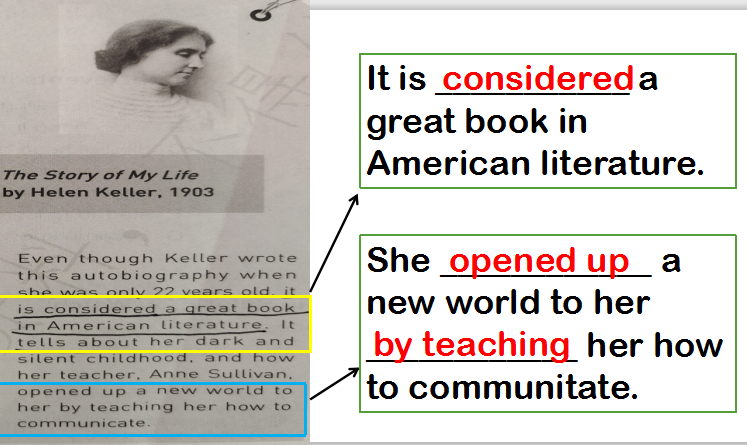 The Story of My Life
by Helen Keller, 1903
Even though Keller wrote
this autobiography when
she was only 22 years old, it
is considered a great book
in American literature. It
tells about her dark and
silent childhood, and how
her teacher, Anne Sullivan,
opened up a new world to
her by teaching her how to
communicate.
It is considered a
great book in
American literature.
She opened up a
new world to her
by teaching her how
to communitate.